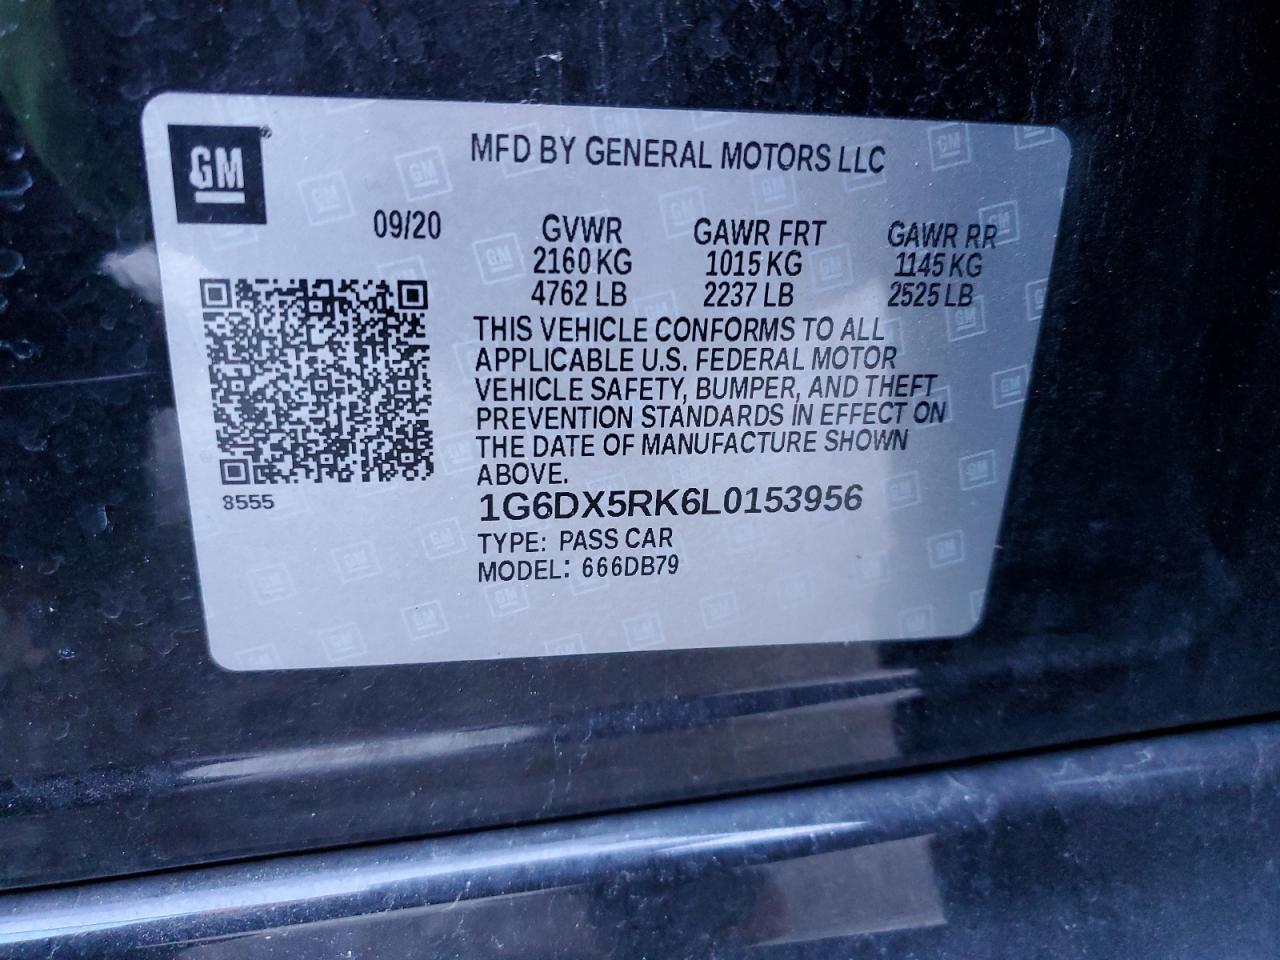 GM
MFD BY GENERAL MOTORS LLC
09/20
GVWR
2160 KG
4762 LB
GAWR FRT
1015 KG
2237 LB
GAWR RR
1145 KG
2525 LB
THIS VEHICLE CONFORMS TO ALL
APPLICABLE U.S. FEDERAL MOTOR
VEHICLE SAFETY, BUMPER, AND THEFT
PREVENTION STANDARDS IN EFFECT ON
THE DATE OF MANUFACTURE SHOWN
ABOVE.
8555
1G6DX5RK6L0153956
TYPE: PASS CAR
MODEL: 666DB79